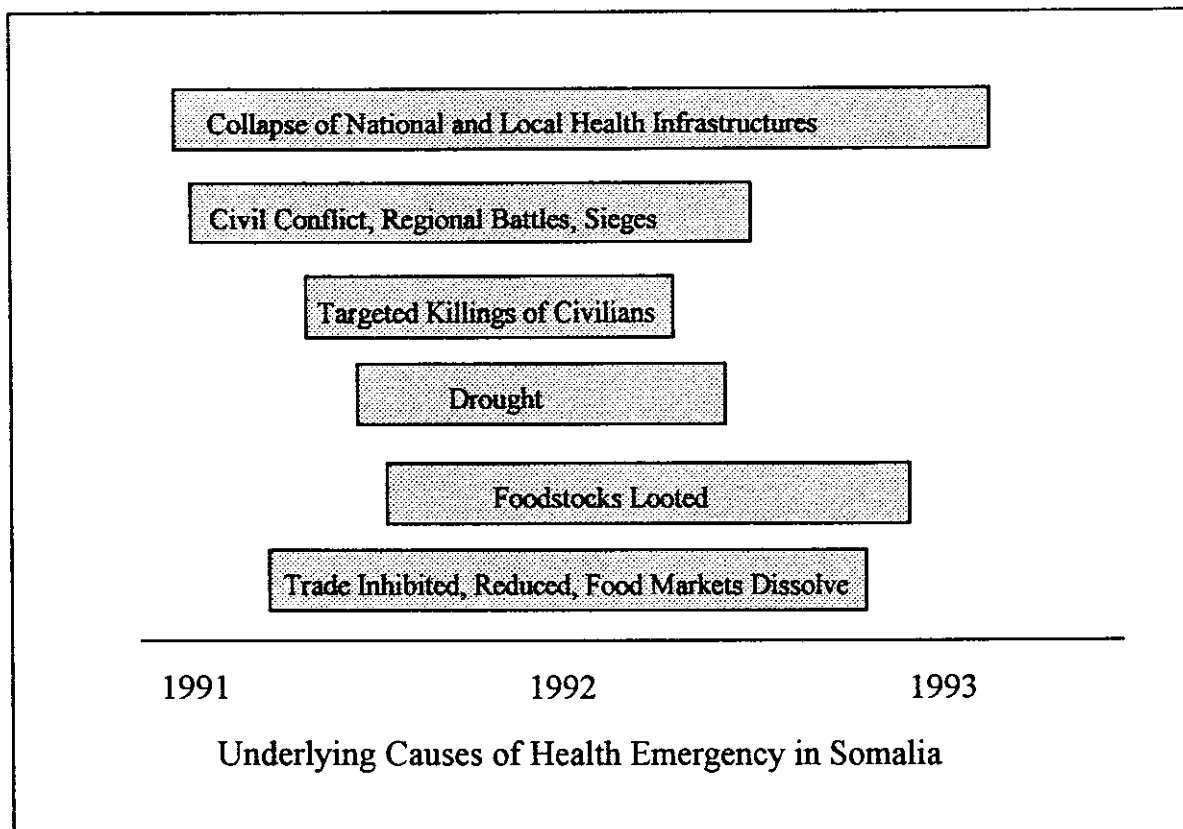 Collapse of National and Local Health Infrastructures
Civil Conflict, Regional Battles, Sieges
Targeted Killings of Civilians
Drought
Foodstocks Looted
Trade Inhibited, Reduced, Food Markets Dissolve
1991 1992 1993
Underlying Causes of Health Emergency in Somalia